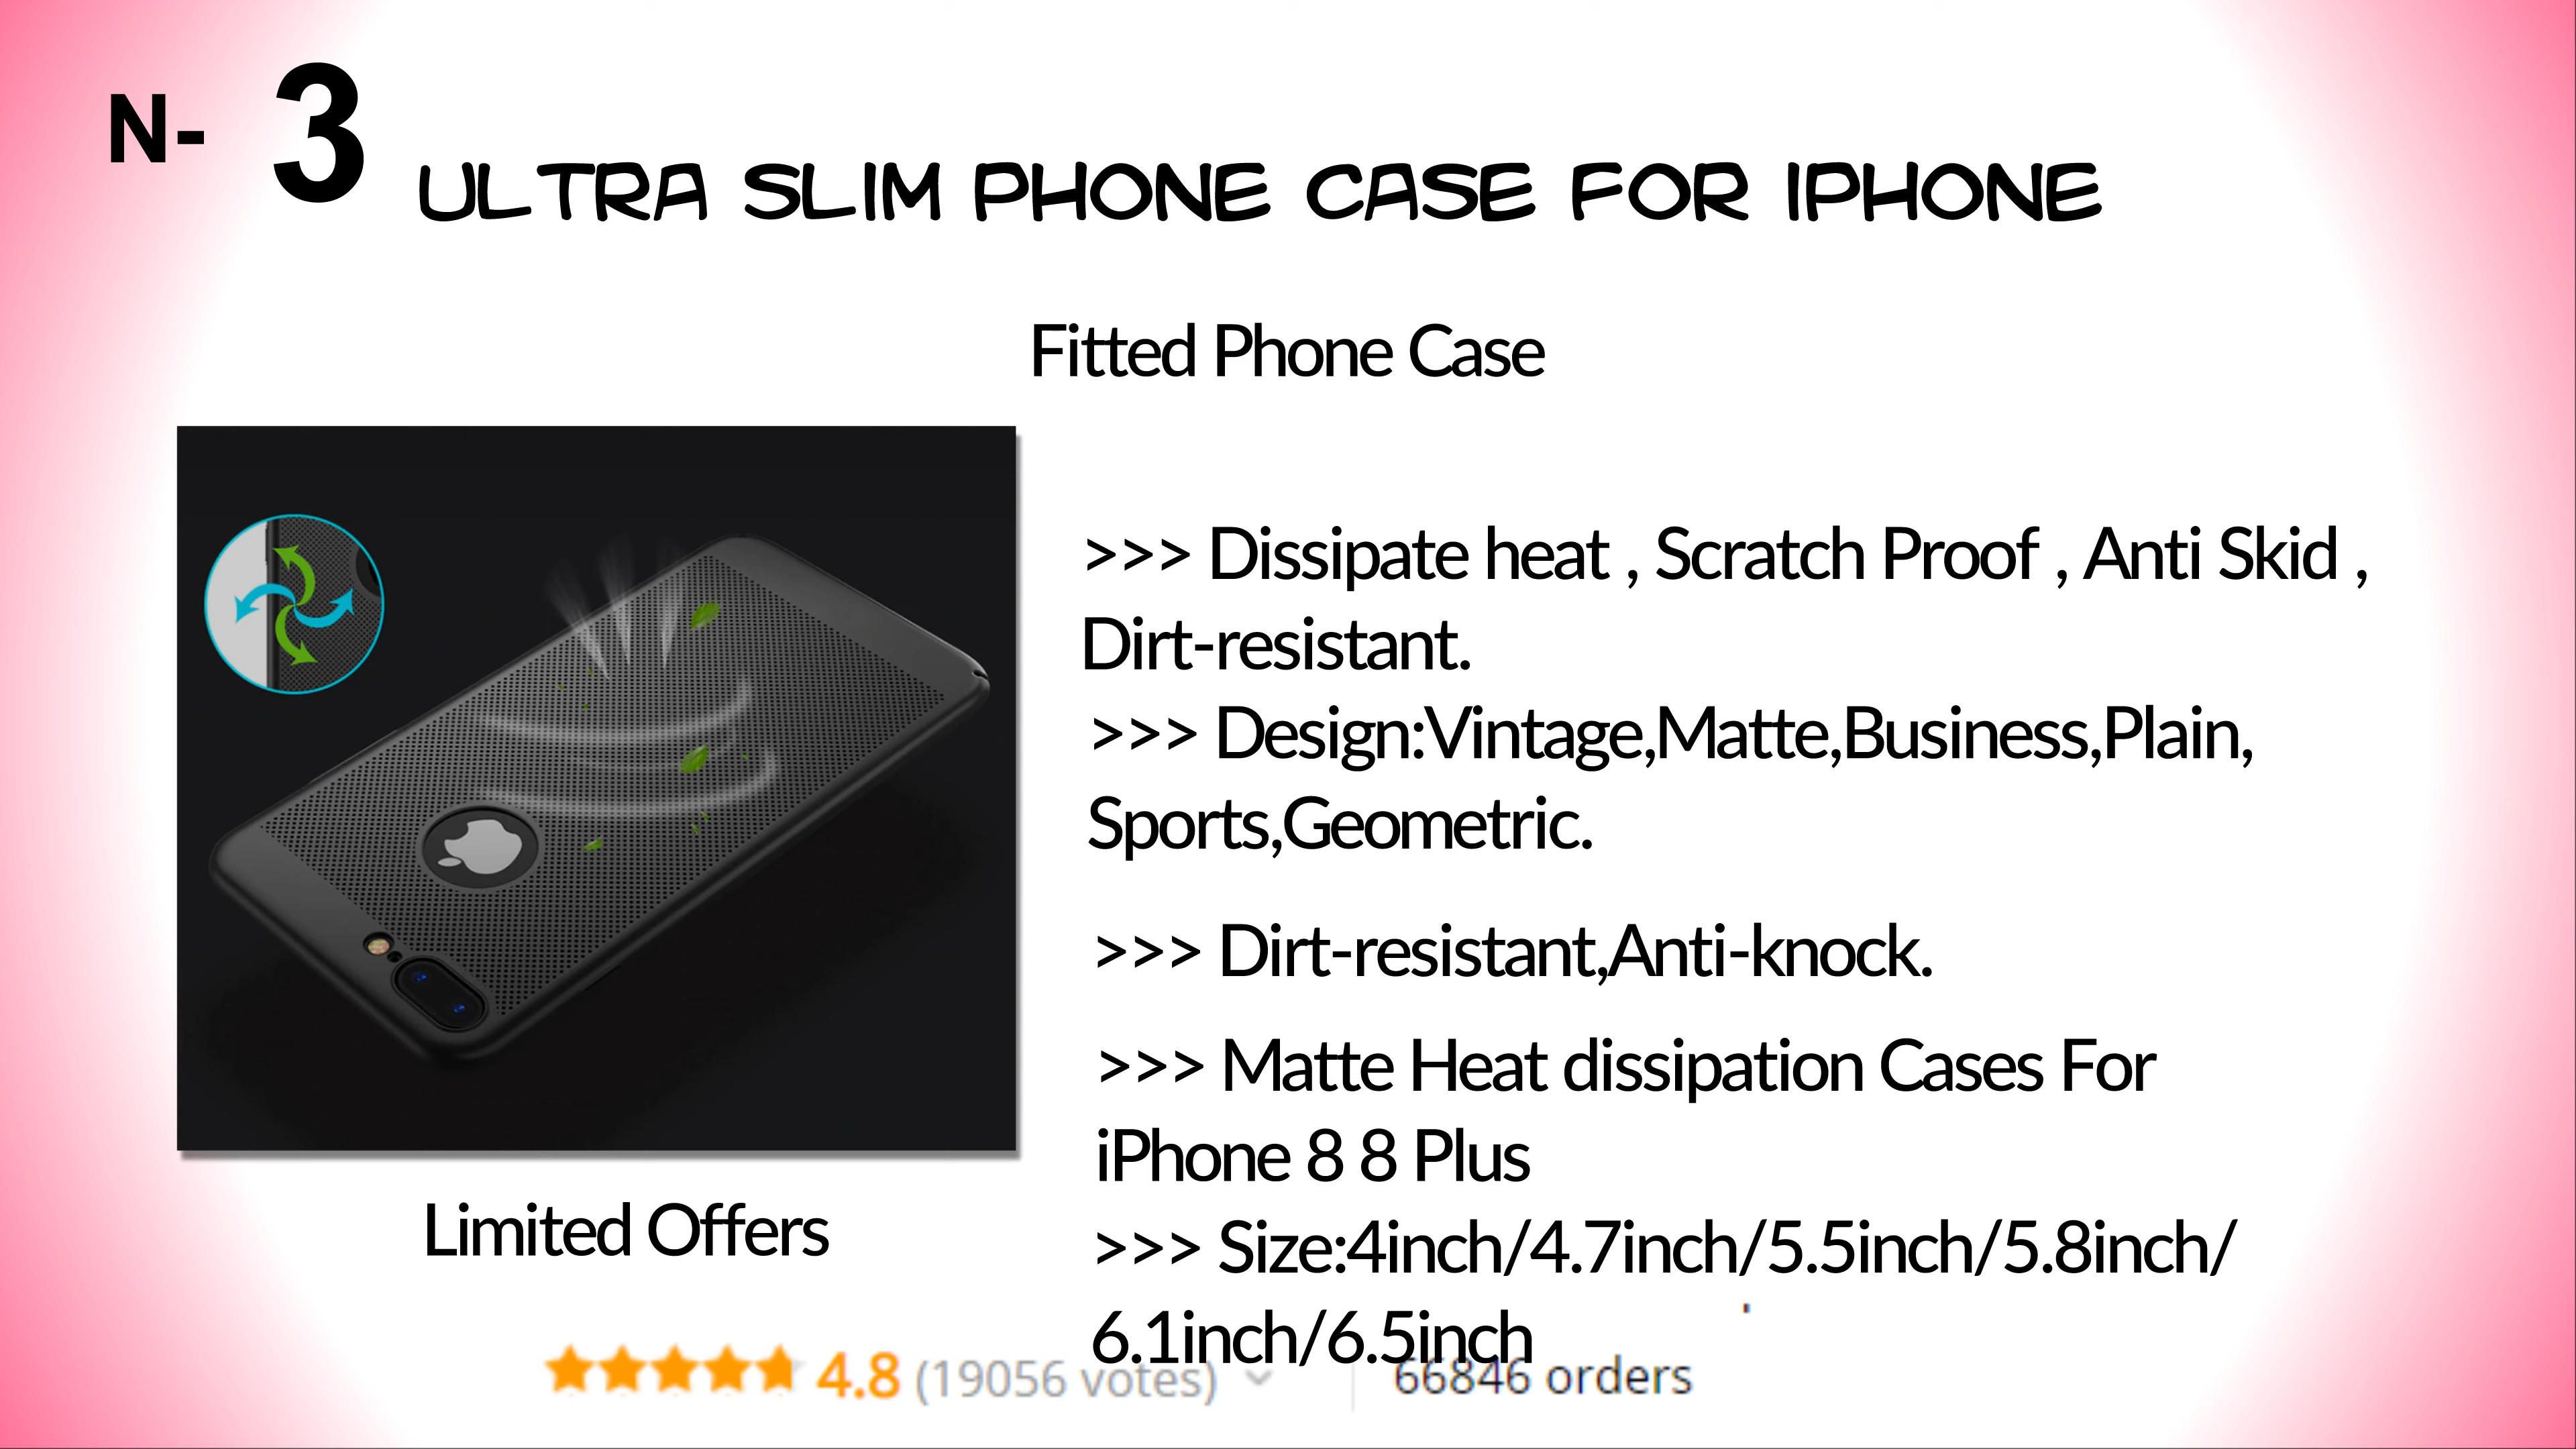 N- 3 ULTRA SLIM PHONE CASE FOR IPHONE
Fitted Phone Case
>>> Dissipate heat , Scratch Proof , Anti Skid ,
Dirt-resistant.
>>> Design:Vintage,Matte,Business,Plain,
Sports,Geometric.
>>> Dirt-resistant,Anti-knock.
>>> Matte Heat dissipation Cases For
iPhone 8 8 Plus
>>> Size:4inch/4.7inch/5.5inch/5.8inch/
6.1inch/6.5inch
Limited Offers
4.8 (19056 votes) 66846 orders